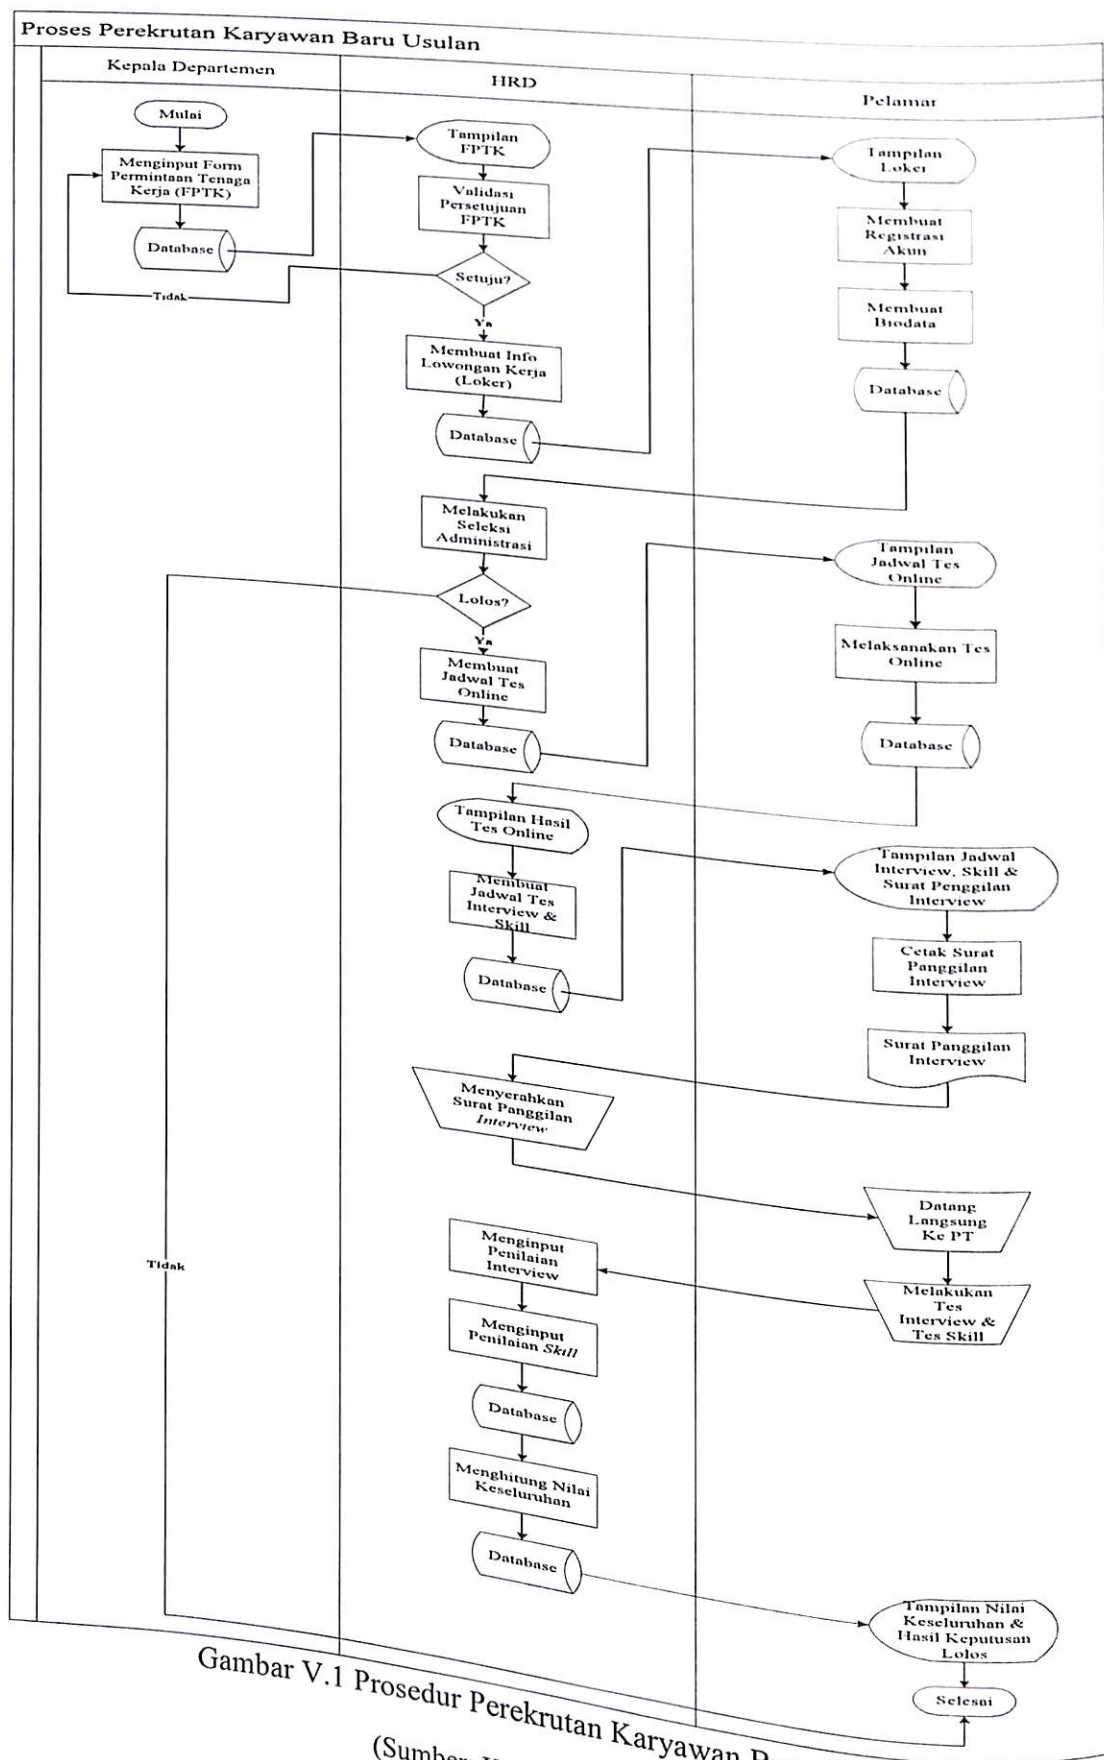 Proses Perekrutan Karyawan Baru Usulan
Kepala Departemen
HRD
Pelamar
Mulai
Menginput Form
Permintaan Tenaga
Kerja (FPTK)
Database
Tidak
Tampilan
FPTK
Validasi
Persetujuan
FPTK
Setuju?
Ya
Membuat Info
Lowongan Kerja
(Loker)
Database
Tampilan
Loker
Membuat
Registrasi
Akun
Membuat
Biodata
Database
Melakukan
Seleksi
Administrasi
Lolos?
Ya
Membuat
Jadwal Tes
Online
Database
Tampilan
Jadwal Tes
Online
Melaksanakan Tes
Online
Database
Tampilan Hasil
Tes Online
Membuat
Jadwal Tes
Interview &
Skill
Database
Tampilan Jadwal
Interview, Skill &
Surat Penggilan
Interview
Cetak Surat
Panggilan
Interview
Surat Panggilan
Interview
Menyerahkan
Surat Panggilan
Interview
Datang
Langsung
Ke PT
Melakukan
Tes
Interview &
Tes Skill
Menginput
Penilaian
Interview
Menginput
Penilaian Skill
Database
Menghitung Nilai
Keseluruhan
Database
Tidak
Tampilan Nilai
Keseluruhan &
Hasil Keputusan
Lolos
Selesai
Gambar V.1 Prosedur Perekrutan Karyawan
(Sumber: